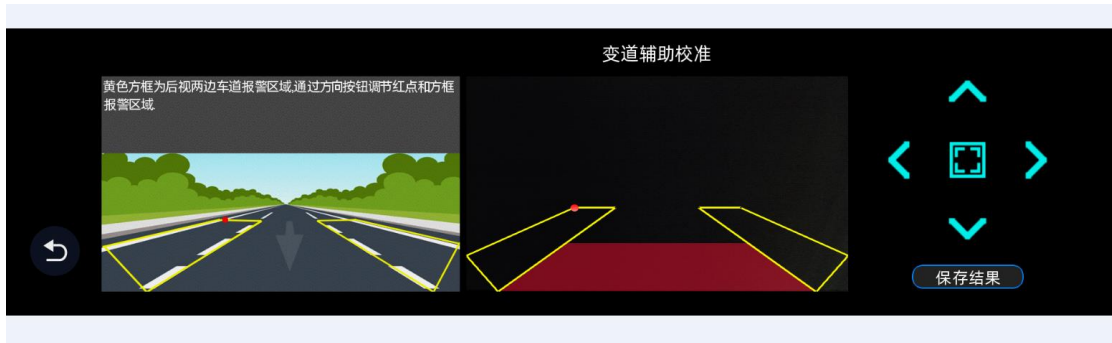 变道辅助校准
黄色方框为后视两边车道报警区域,通过方向按钮调节红点和方框
报警区域.
保存结果